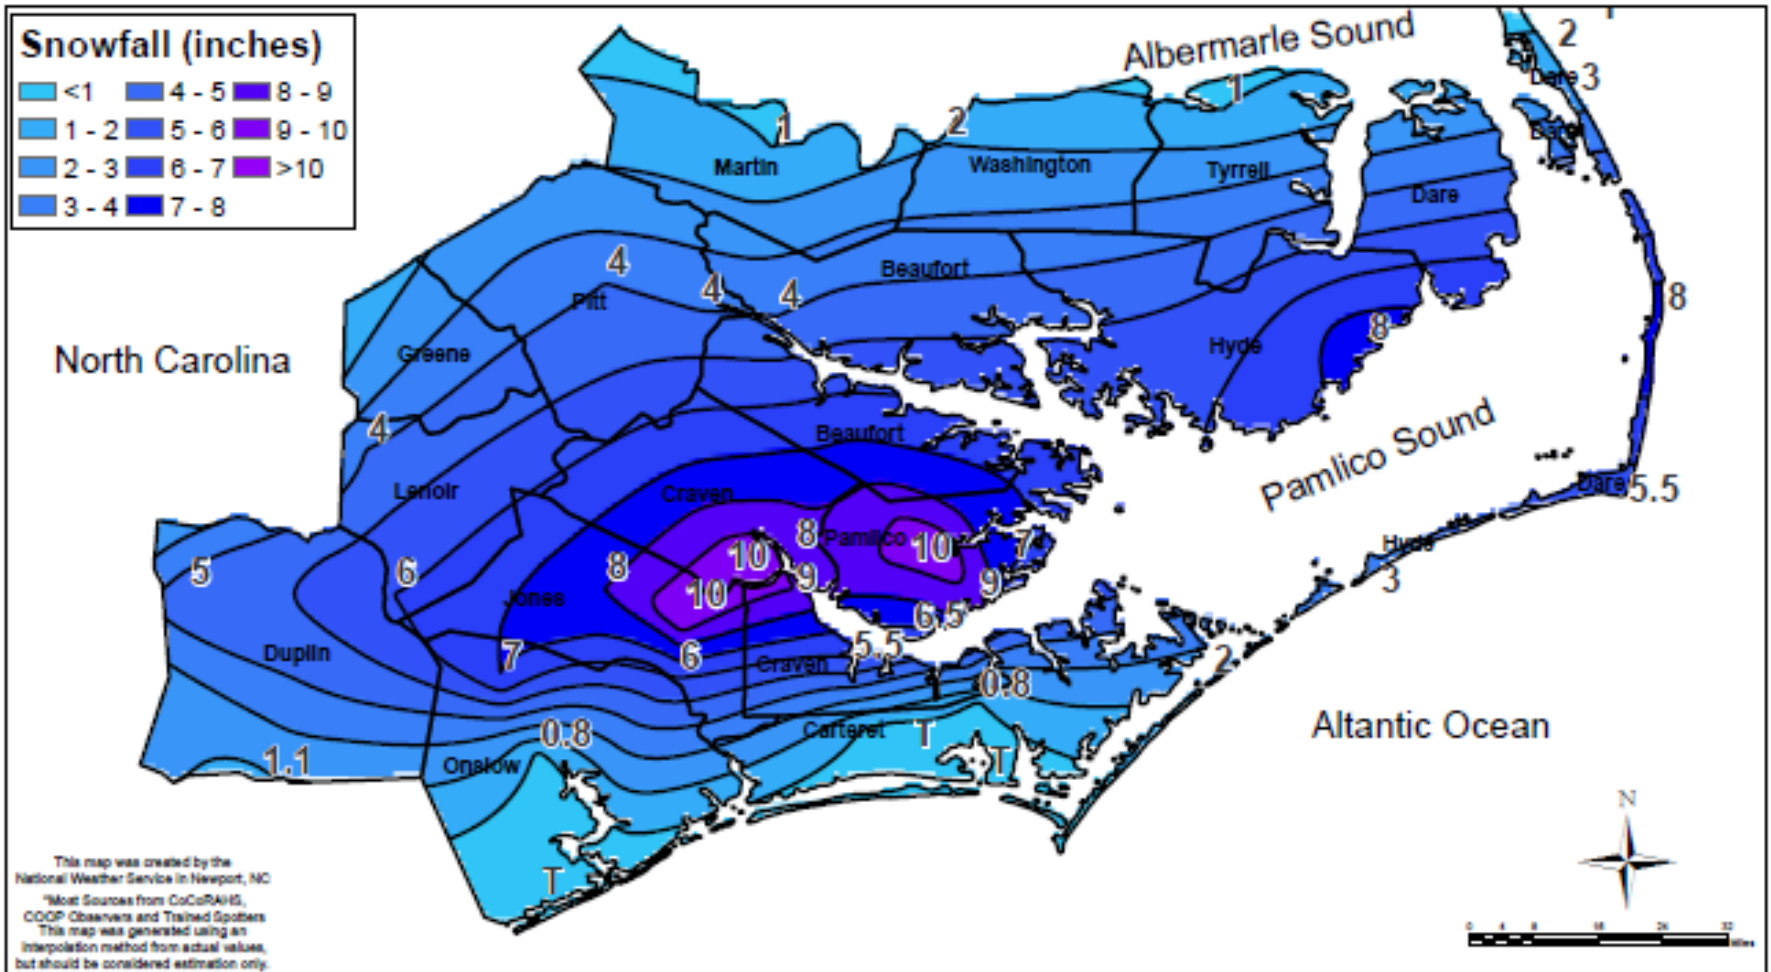 Snowfall (inches)
<1 4 - 5 8 - 9
1 - 2 5 - 6 9 - 10
2 - 3 6 - 7 >10
3 - 4 7 - 8
Albermarle Sound
2
Dare 3
1
1 2
Dare
Martin Washington Tyrrell
Dare
4 Beaufort
4 4 8
Pitt
8
North Carolina Greene Hyde
4
Beaufort
Pamlico Sound
Lenoir Craven Dare 5.5
8 Pamlico 10 7
10
Hyde
5 6 8 9 9 3
10
Jones
6.5
Duplin 7 6 5.5
Craven 2
0.8
Altantic Ocean
0.8 Carteret T
1.1 Onslow T
T
N
This map was created by the
National Weather Service in Newport, NC
*Most Sources from CoCoRAHS,
COOP Observers and Trained Spotters
This map was generated using an
interpolation method from actual values,
but should be considered estimation only.